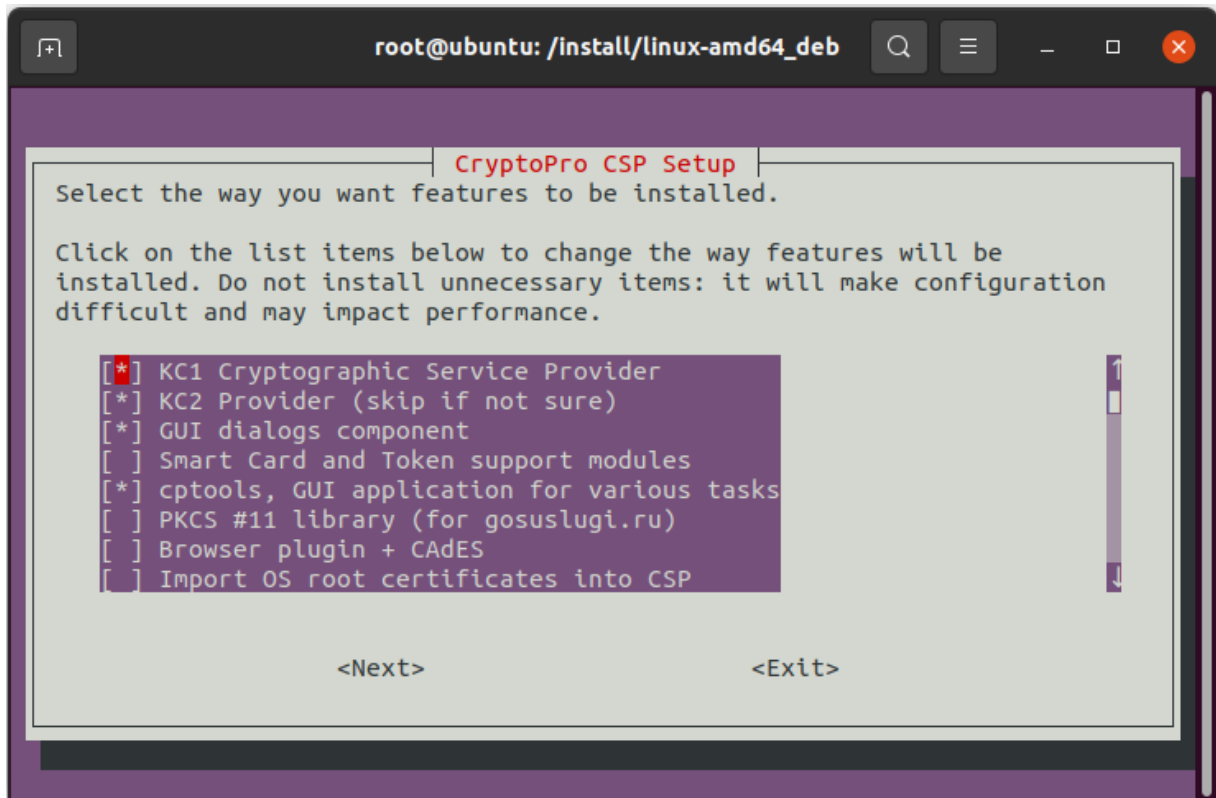 root@ubuntu: /install/linux-amd64_deb
CryptoPro CSP Setup
Select the way you want features to be installed.
Click on the list items below to change the way features will be
installed. Do not install unnecessary items: it will make configuration
difficult and may impact performance.
[*] KC1 Cryptographic Service Provider
[*] KC2 Provider (skip if not sure)
[*] GUI dialogs component
[ ] Smart Card and Token support modules
[*] cptools, GUI application for various tasks
[ ] PKCS #11 library (for gosuslugi.ru)
[ ] Browser plugin + CAdES
[ ] Import OS root certificates into CSP
<Next> <Exit>